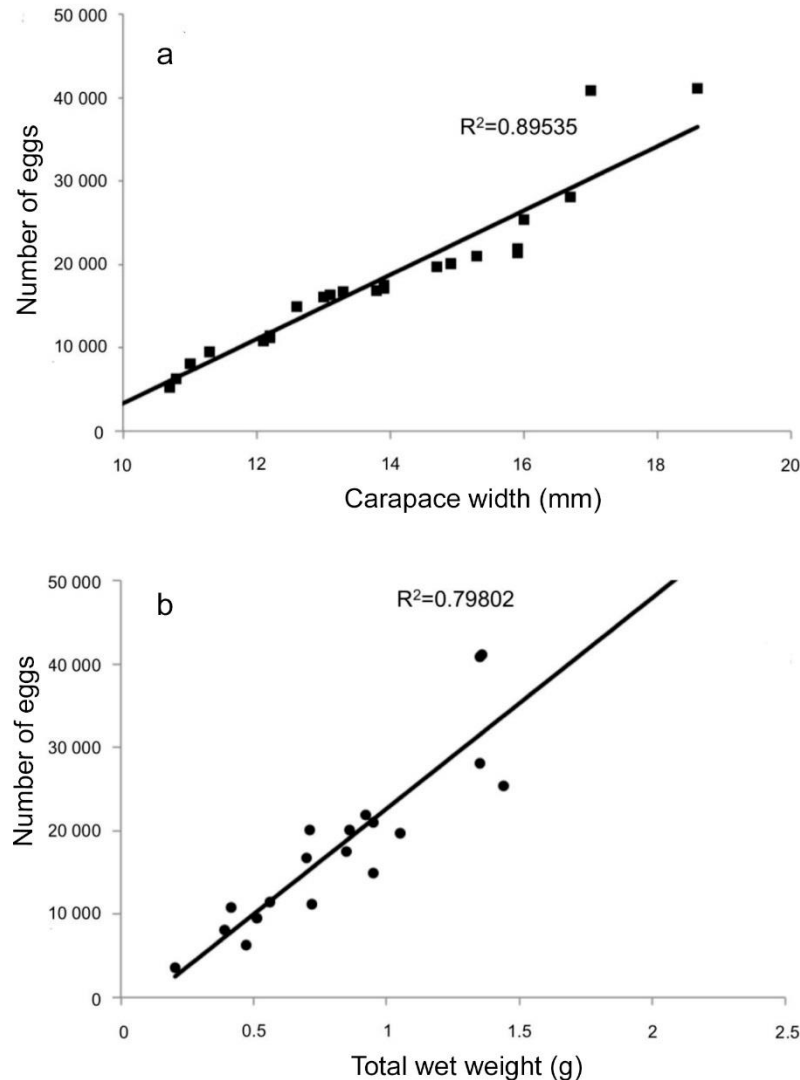 50 000
a
40 000
R²=0.89535
30 000
20 000
10 000
0
10 12 14 16 18 20
Number of eggs
Carapace width (mm)
50 000
b
R²=0.79802
40 000
30 000
20 000
10 000
0
0 0.5 1 1.5 2 2.5
Number of eggs
Total wet weight (g)